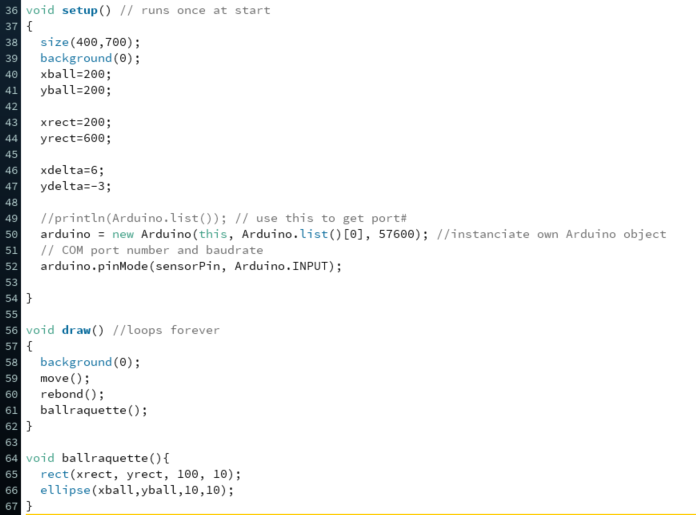 36 void setup() // runs once at start
37 {
38   size(400,700);
39   background(0);
40   xball=200;
41   yball=200;
42
43   xrect=200;
44   yrect=600;
45
46   xdelta=6;
47   ydelta=-3;
48
49   //println(Arduino.list()); // use this to get port#
50   arduino = new Arduino(this, Arduino.list()[0], 57600); //instanciate own Arduino object
51   // COM port number and baudrate
52   arduino.pinMode(sensorPin, Arduino.INPUT);
53
54 }
55
56 void draw() //loops forever
57 {
58   background(0);
59   move();
60   rebond();
61   ballraquette();
62 }
63
64 void ballraquette(){
65   rect(xrect, yrect, 100, 10);
66   ellipse(xball,yball,10,10);
67 }